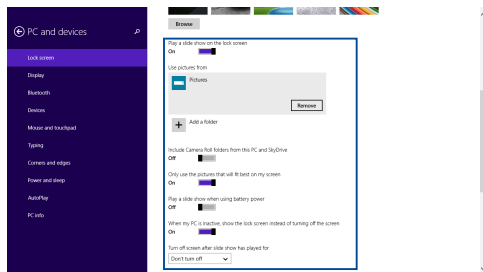 PC and devices
Lock screen
Display
Bluetooth
Devices
Mouse and touchpad
Typing
Corners and edges
Power and sleep
AutoPlay
PC info
Browse
Play a slide show on the lock screen
On
Use pictures from
Pictures
Remove
Add a folder
Include Camera Roll folders from this PC and SkyDrive
Off
Only use the pictures that will fit best on my screen
On
Play a slide show when using battery power
Off
When my PC is inactive, show the lock screen instead of turning off the screen
On
Turn off screen after slide show has played for
Don't turn off